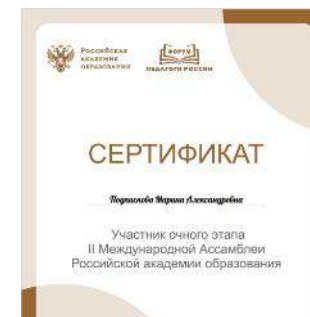 Российская
академия
образования
ФОРУМ
ПЕДАГОГИ РОССИИ
СЕРТИФИКАТ
Марина Александровна
Участник очного этапа
II Международной Ассамблеи
Российской академии образования